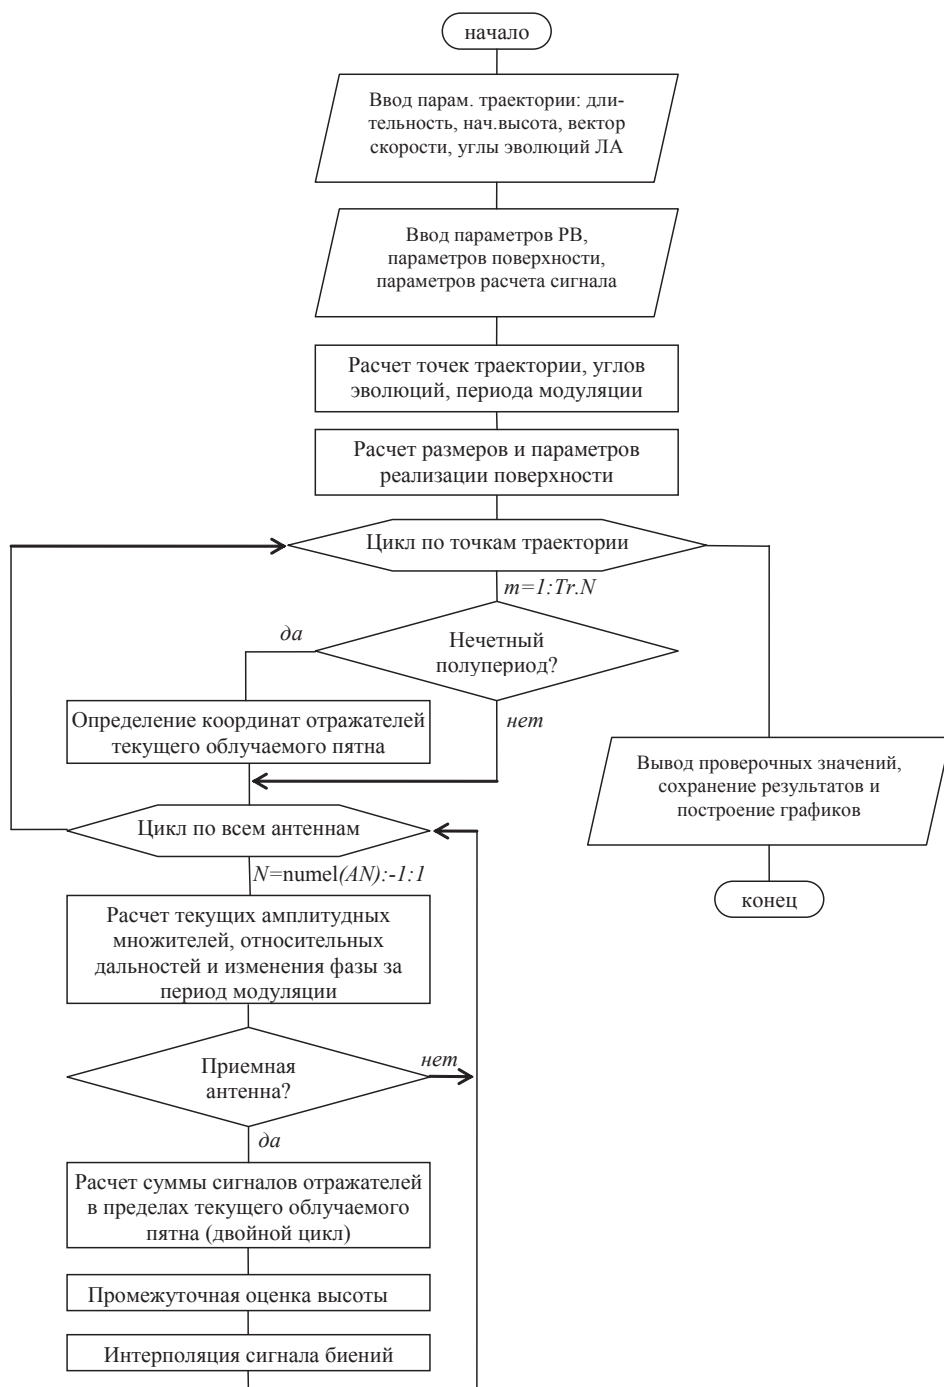 начало
Ввод парам. траектории: дли-
тельность, нач.высота, вектор
скорости, углы эволюций ЛА
Ввод параметров РВ,
параметров поверхности,
параметров расчета сигнала
Расчет точек траектории, углов
эволюций, периода модуляции
Расчет размеров и параметров
реализации поверхности
Цикл по точкам траектории
m=1:Tr.N
да
Нечетный
полупериод?
нет
Определение координат отражателей
текущего облучаемого пятна
Вывод проверочных значений,
сохранение результатов и
построение графиков
Цикл по всем антеннам
N=numel(AN):-1:1
конец
Расчет текущих амплитудных
множителей, относительных
дальностей и изменения фазы за
период модуляции
Приемная
антенна?
нет
да
Расчет суммы сигналов отражателей
в пределах текущего облучаемого
пятна (двойной цикл)
Промежуточная оценка высоты
Интерполяция сигнала биений